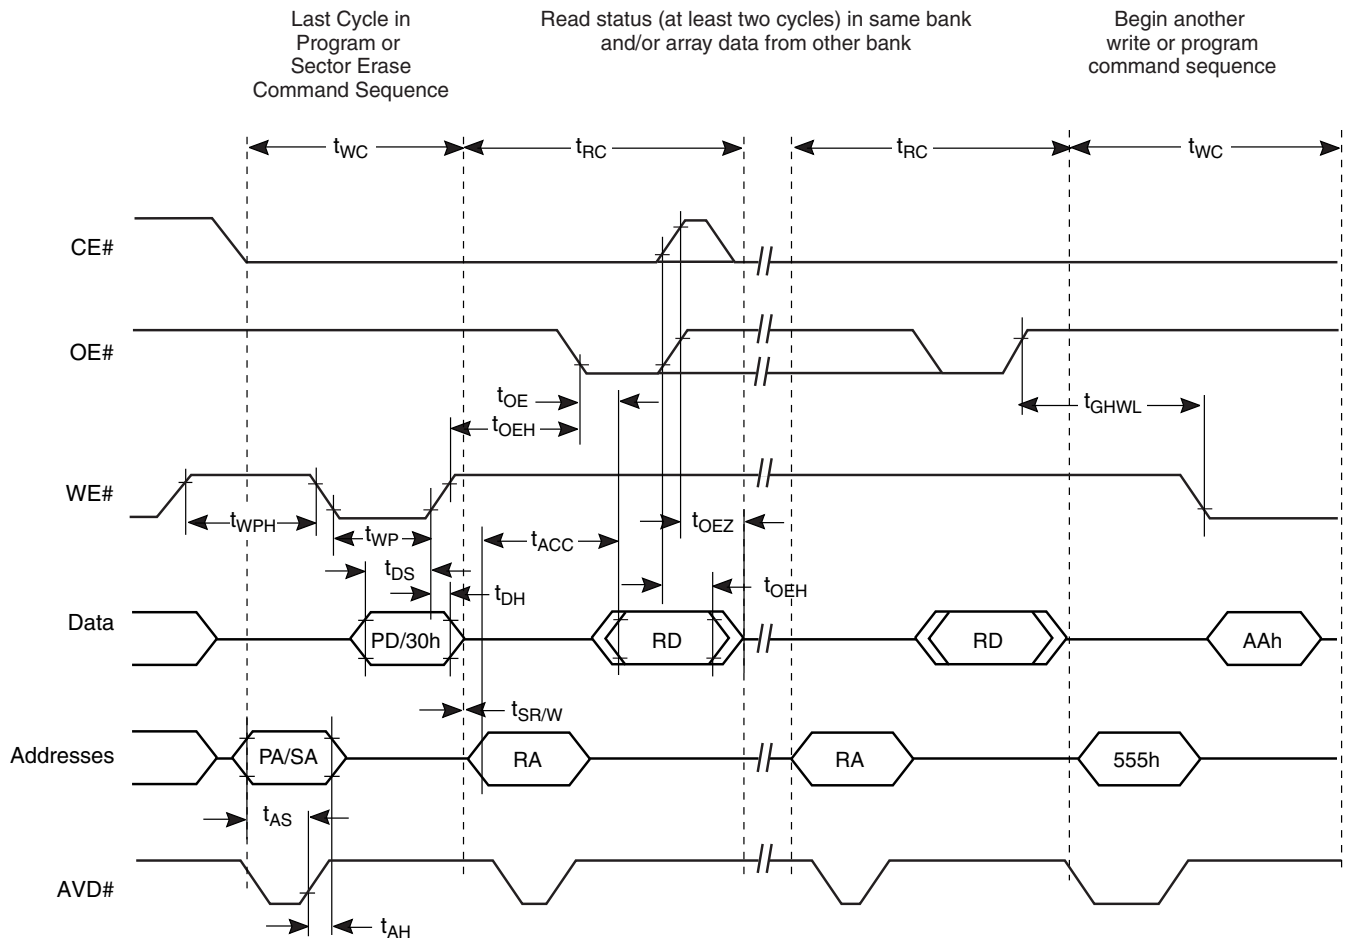 Last Cycle in
Program or
Sector Erase
Command Sequence
Read status (at least two cycles) in same bank
and/or array data from other bank
Begin another
write or program
command sequence
tWC
tRC
tRC
tWC
CE#
OE#
tOE
tOEH
tGHWL
WE#
tWPH
tWP
tOEZ
tACC
tDS
tDH
tOEH
Data
PD/30h
RD
RD
AAh
tSR/W
Addresses
PA/SA
RA
RA
555h
tAS
AVD#
tAH